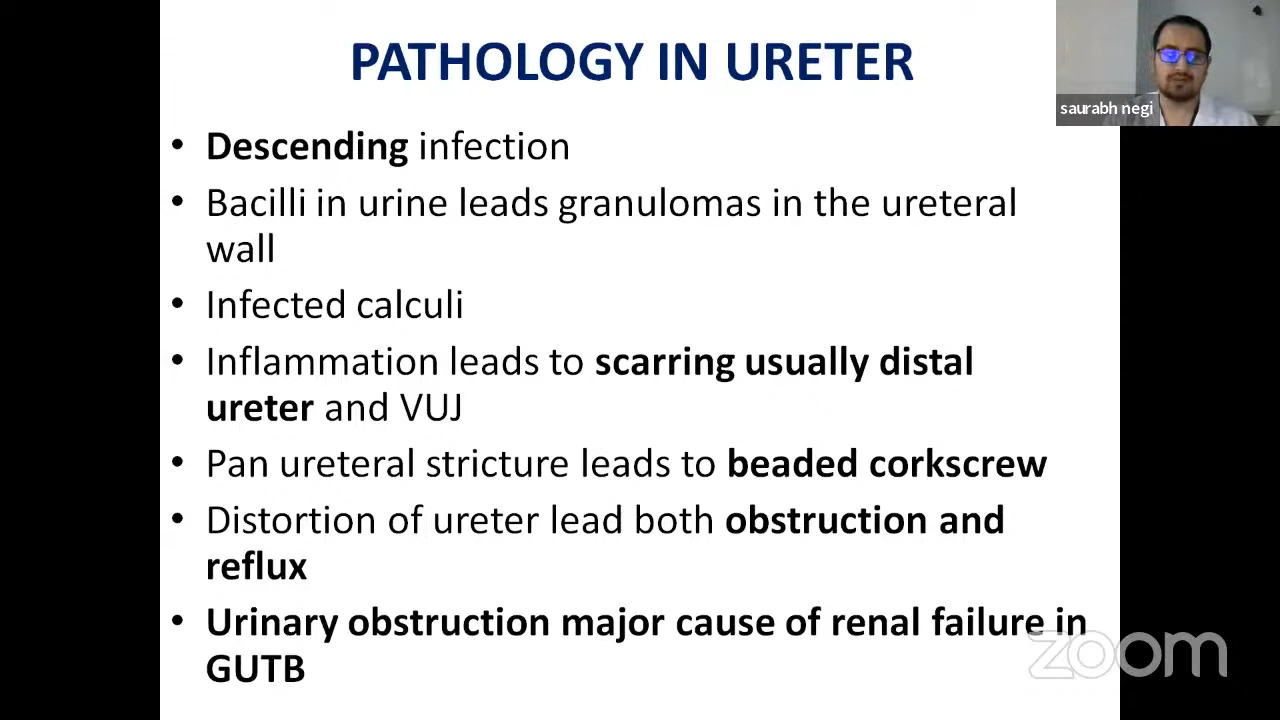 PATHOLOGY IN URETER
saurabh negi
• Descending infection
• Bacilli in urine leads granulomas in the ureteral
wall
• Infected calculi
• Inflammation leads to scarring usually distal
ureter and VUJ
• Pan ureteral stricture leads to beaded corkscrew
• Distortion of ureter lead both obstruction and
reflux
• Urinary obstruction major cause of renal failure in
GUTB
zoom